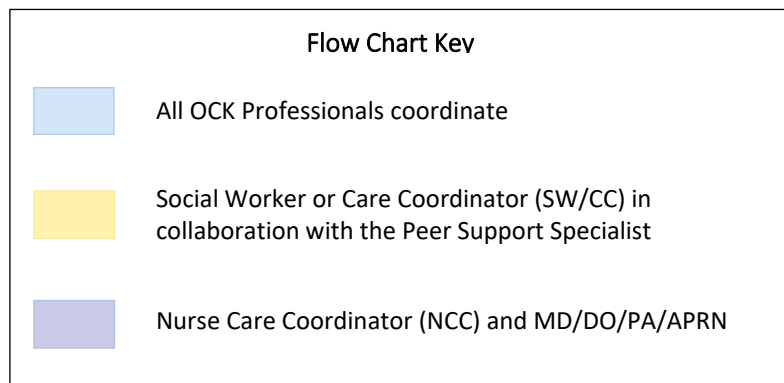 Flow Chart Key
All OCK Professionals coordinate
Social Worker or Care Coordinator (SW/CC) in
collaboration with the Peer Support Specialist
Nurse Care Coordinator (NCC) and MD/DO/PA/APRN